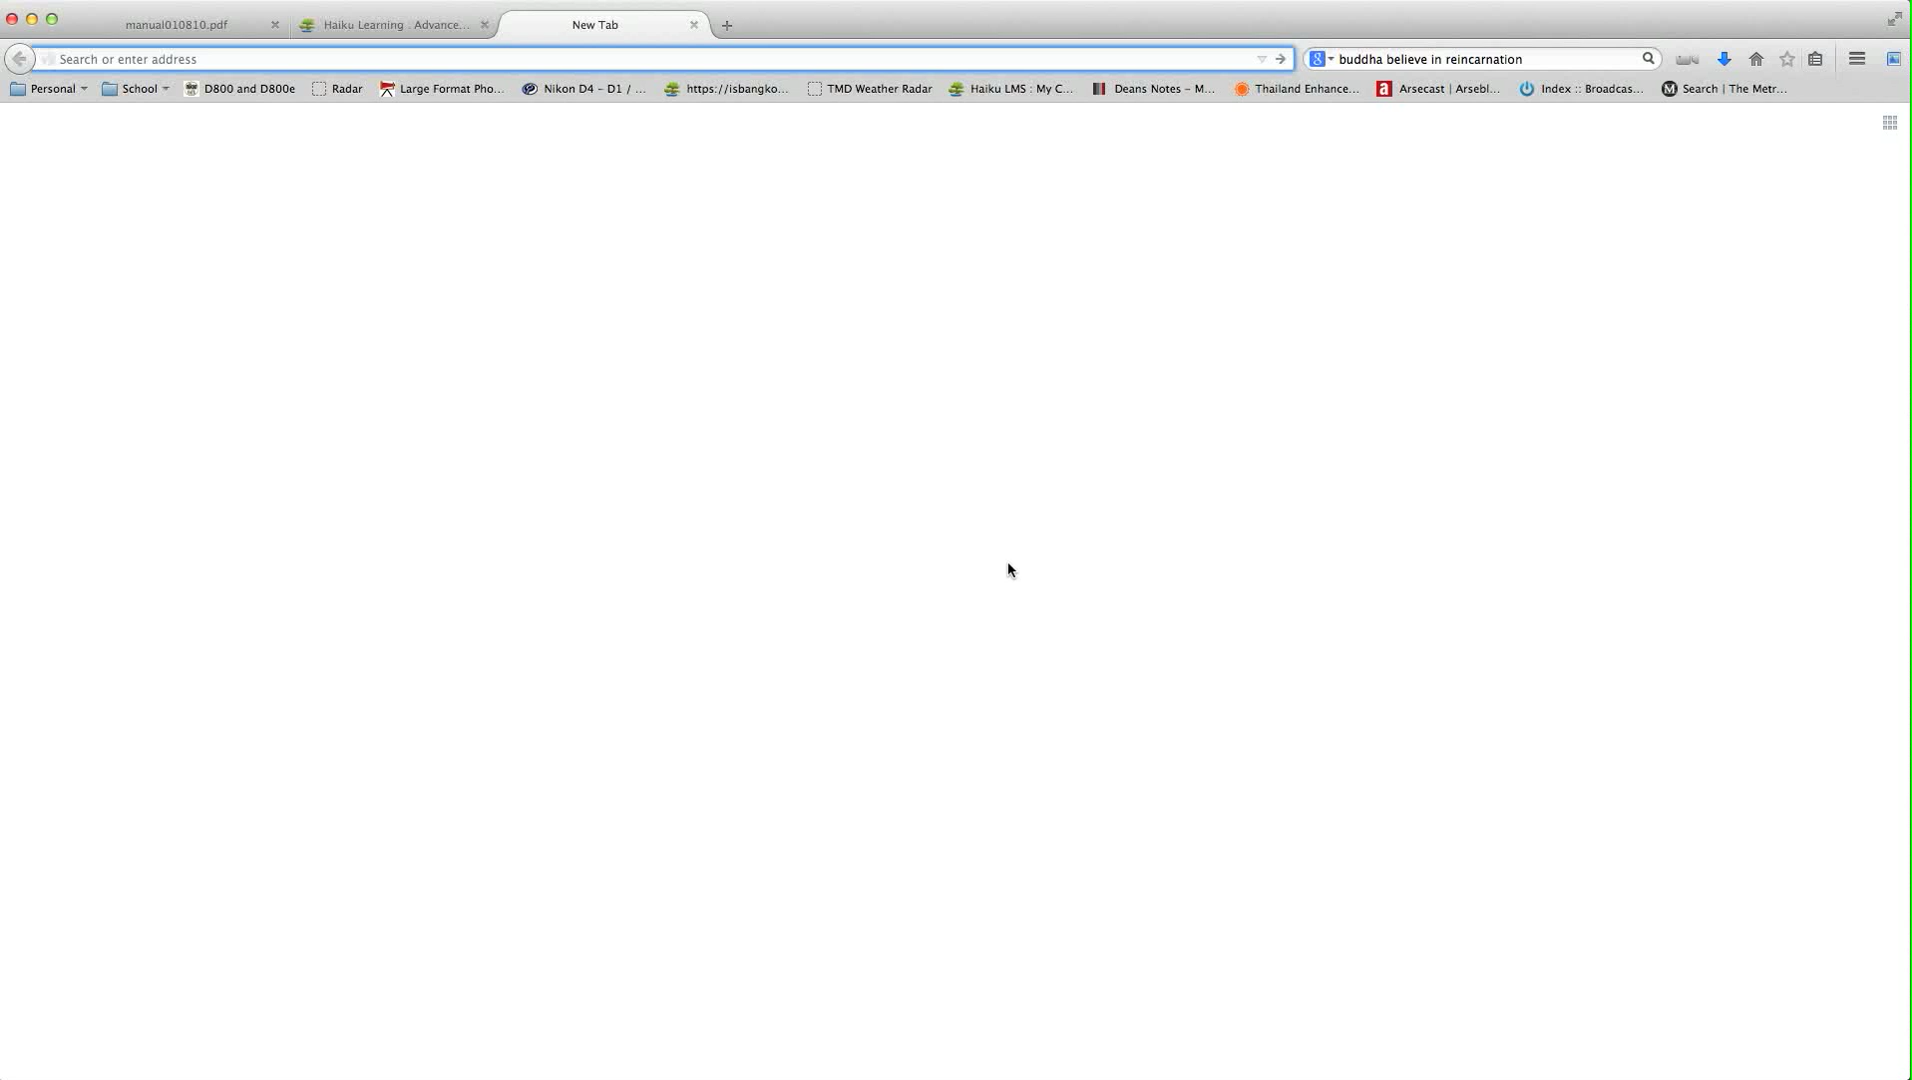 manual010810.pdf
Haiku Learning : Advance...
New Tab
Search or enter address
buddha believe in reincarnation
Personal
School
D800 and D800e
Radar
Large Format Pho...
Nikon D4 – D1 / ...
https://isbangko...
TMD Weather Radar
Haiku LMS : My C...
Deans Notes – M...
Thailand Enhance...
Arsecast | Arsebl...
Index :: Broadcas...
Search | The Metr...